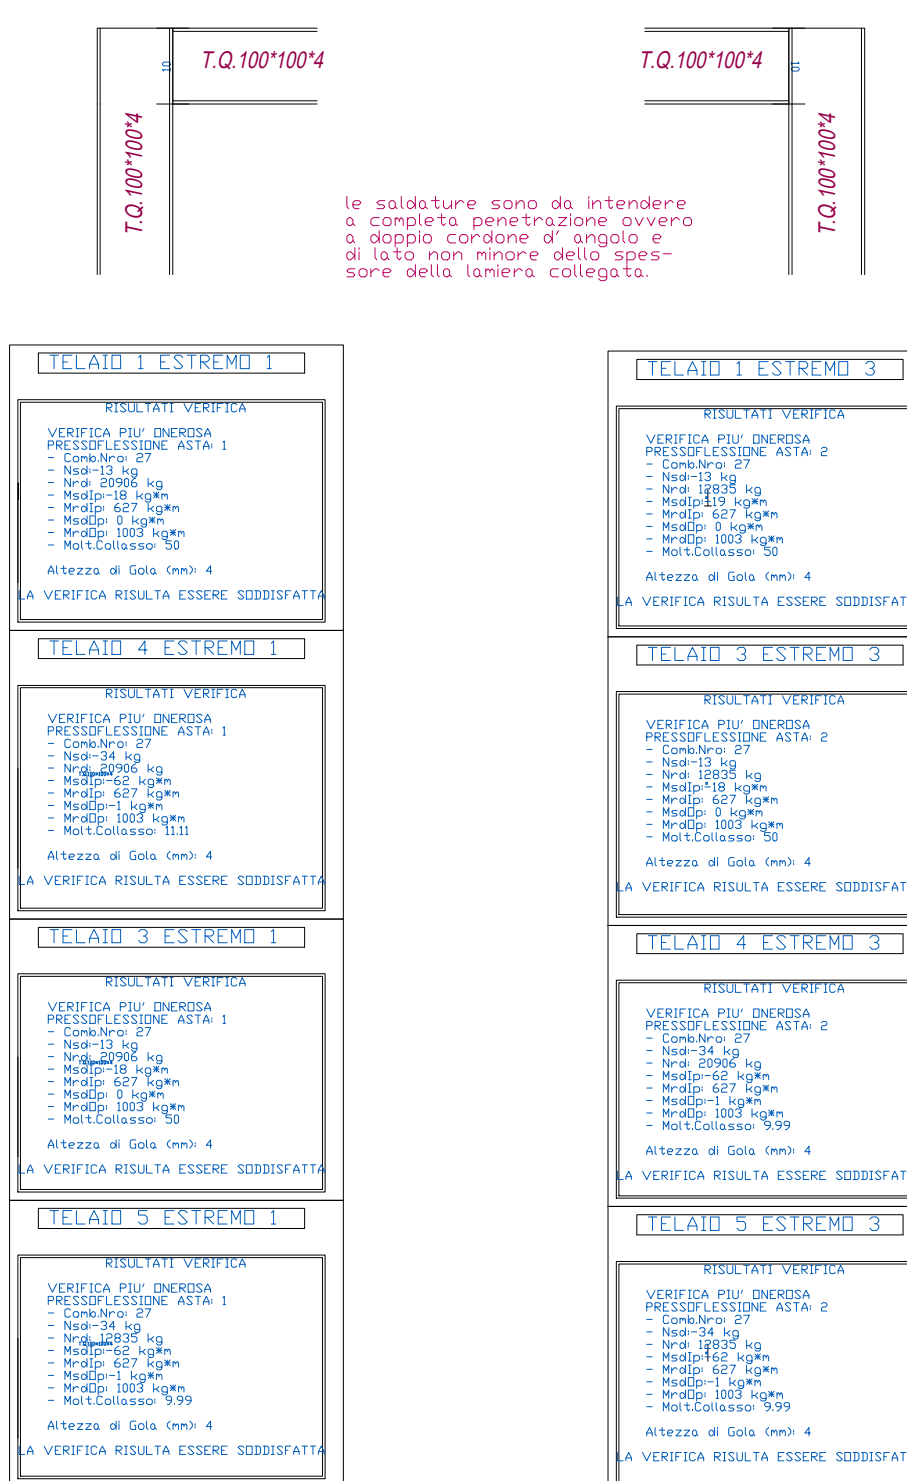 T.Q.100*100*4
T.Q.100*100*4
10
10
T.Q.100*100*4
T.Q.100*100*4
le saldature sono da intendere
a completa penetrazione ovvero
a doppio cordone d' angolo e
di lato non minore dello spes-
sore della lamiera collegata.
TELAIO 1 ESTREMO 1
RISULTATI VERIFICA
VERIFICA PIU' ONEROSA
PRESSOFLESSIONE ASTA: 1
- Comb.Nro: 27
- Nsd:-13 kg
- Nrd: 20906 kg
- MsdIp:-18 kg*m
- MrdIp: 627 kg*m
- MsdOp: 0 kg*m
- MrdOp: 1003 kg*m
- Molt.Collasso: 50
Altezza di Gola (mm): 4
LA VERIFICA RISULTA ESSERE SODDISFATTA
TELAIO 4 ESTREMO 1
RISULTATI VERIFICA
VERIFICA PIU' ONEROSA
PRESSOFLESSIONE ASTA: 1
- Comb.Nro: 27
- Nsd:-34 kg
- Nrd: 20906 kg
- MsdIp:-62 kg*m
- MrdIp: 627 kg*m
- MsdOp:-1 kg*m
- MrdOp: 1003 kg*m
- Molt.Collasso: 11.11
Altezza di Gola (mm): 4
LA VERIFICA RISULTA ESSERE SODDISFATTA
TELAIO 3 ESTREMO 1
RISULTATI VERIFICA
VERIFICA PIU' ONEROSA
PRESSOFLESSIONE ASTA: 1
- Comb.Nro: 27
- Nsd:-13 kg
- Nrd: 20906 kg
- MsdIp:-18 kg*m
- MrdIp: 627 kg*m
- MsdOp: 0 kg*m
- MrdOp: 1003 kg*m
- Molt.Collasso: 50
Altezza di Gola (mm): 4
LA VERIFICA RISULTA ESSERE SODDISFATTA
TELAIO 5 ESTREMO 1
RISULTATI VERIFICA
VERIFICA PIU' ONEROSA
PRESSOFLESSIONE ASTA: 1
- Comb.Nro: 27
- Nsd:-34 kg
- Nrd: 12835 kg
- MsdIp:-62 kg*m
- MrdIp: 627 kg*m
- MsdOp:-1 kg*m
- MrdOp: 1003 kg*m
- Molt.Collasso: 9.99
Altezza di Gola (mm): 4
LA VERIFICA RISULTA ESSERE SODDISFATTA
TELAIO 1 ESTREMO 3
RISULTATI VERIFICA
VERIFICA PIU' ONEROSA
PRESSOFLESSIONE ASTA: 2
- Comb.Nro: 27
- Nsd:-13 kg
- Nrd: 12835 kg
- MsdIp:-19 kg*m
- MrdIp: 627 kg*m
- MsdOp: 0 kg*m
- MrdOp: 1003 kg*m
- Molt.Collasso: 50
Altezza di Gola (mm): 4
LA VERIFICA RISULTA ESSERE SODDISFAT
TELAIO 3 ESTREMO 3
RISULTATI VERIFICA
VERIFICA PIU' ONEROSA
PRESSOFLESSIONE ASTA: 2
- Comb.Nro: 27
- Nsd:-13 kg
- Nrd: 12835 kg
- MsdIp:-18 kg*m
- MrdIp: 627 kg*m
- MsdOp: 0 kg*m
- MrdOp: 1003 kg*m
- Molt.Collasso: 50
Altezza di Gola (mm): 4
LA VERIFICA RISULTA ESSERE SODDISFAT
TELAIO 4 ESTREMO 3
RISULTATI VERIFICA
VERIFICA PIU' ONEROSA
PRESSOFLESSIONE ASTA: 2
- Comb.Nro: 27
- Nsd:-34 kg
- Nrd: 20906 kg
- MsdIp:-62 kg*m
- MrdIp: 627 kg*m
- MsdOp:-1 kg*m
- MrdOp: 1003 kg*m
- Molt.Collasso: 9.99
Altezza di Gola (mm): 4
LA VERIFICA RISULTA ESSERE SODDISFAT
TELAIO 5 ESTREMO 3
RISULTATI VERIFICA
VERIFICA PIU' ONEROSA
PRESSOFLESSIONE ASTA: 2
- Comb.Nro: 27
- Nsd:-34 kg
- Nrd: 12835 kg
- MsdIp:-62 kg*m
- MrdIp: 627 kg*m
- MsdOp:-1 kg*m
- MrdOp: 1003 kg*m
- Molt.Collasso: 9.99
Altezza di Gola (mm): 4
LA VERIFICA RISULTA ESSERE SODDISFAT